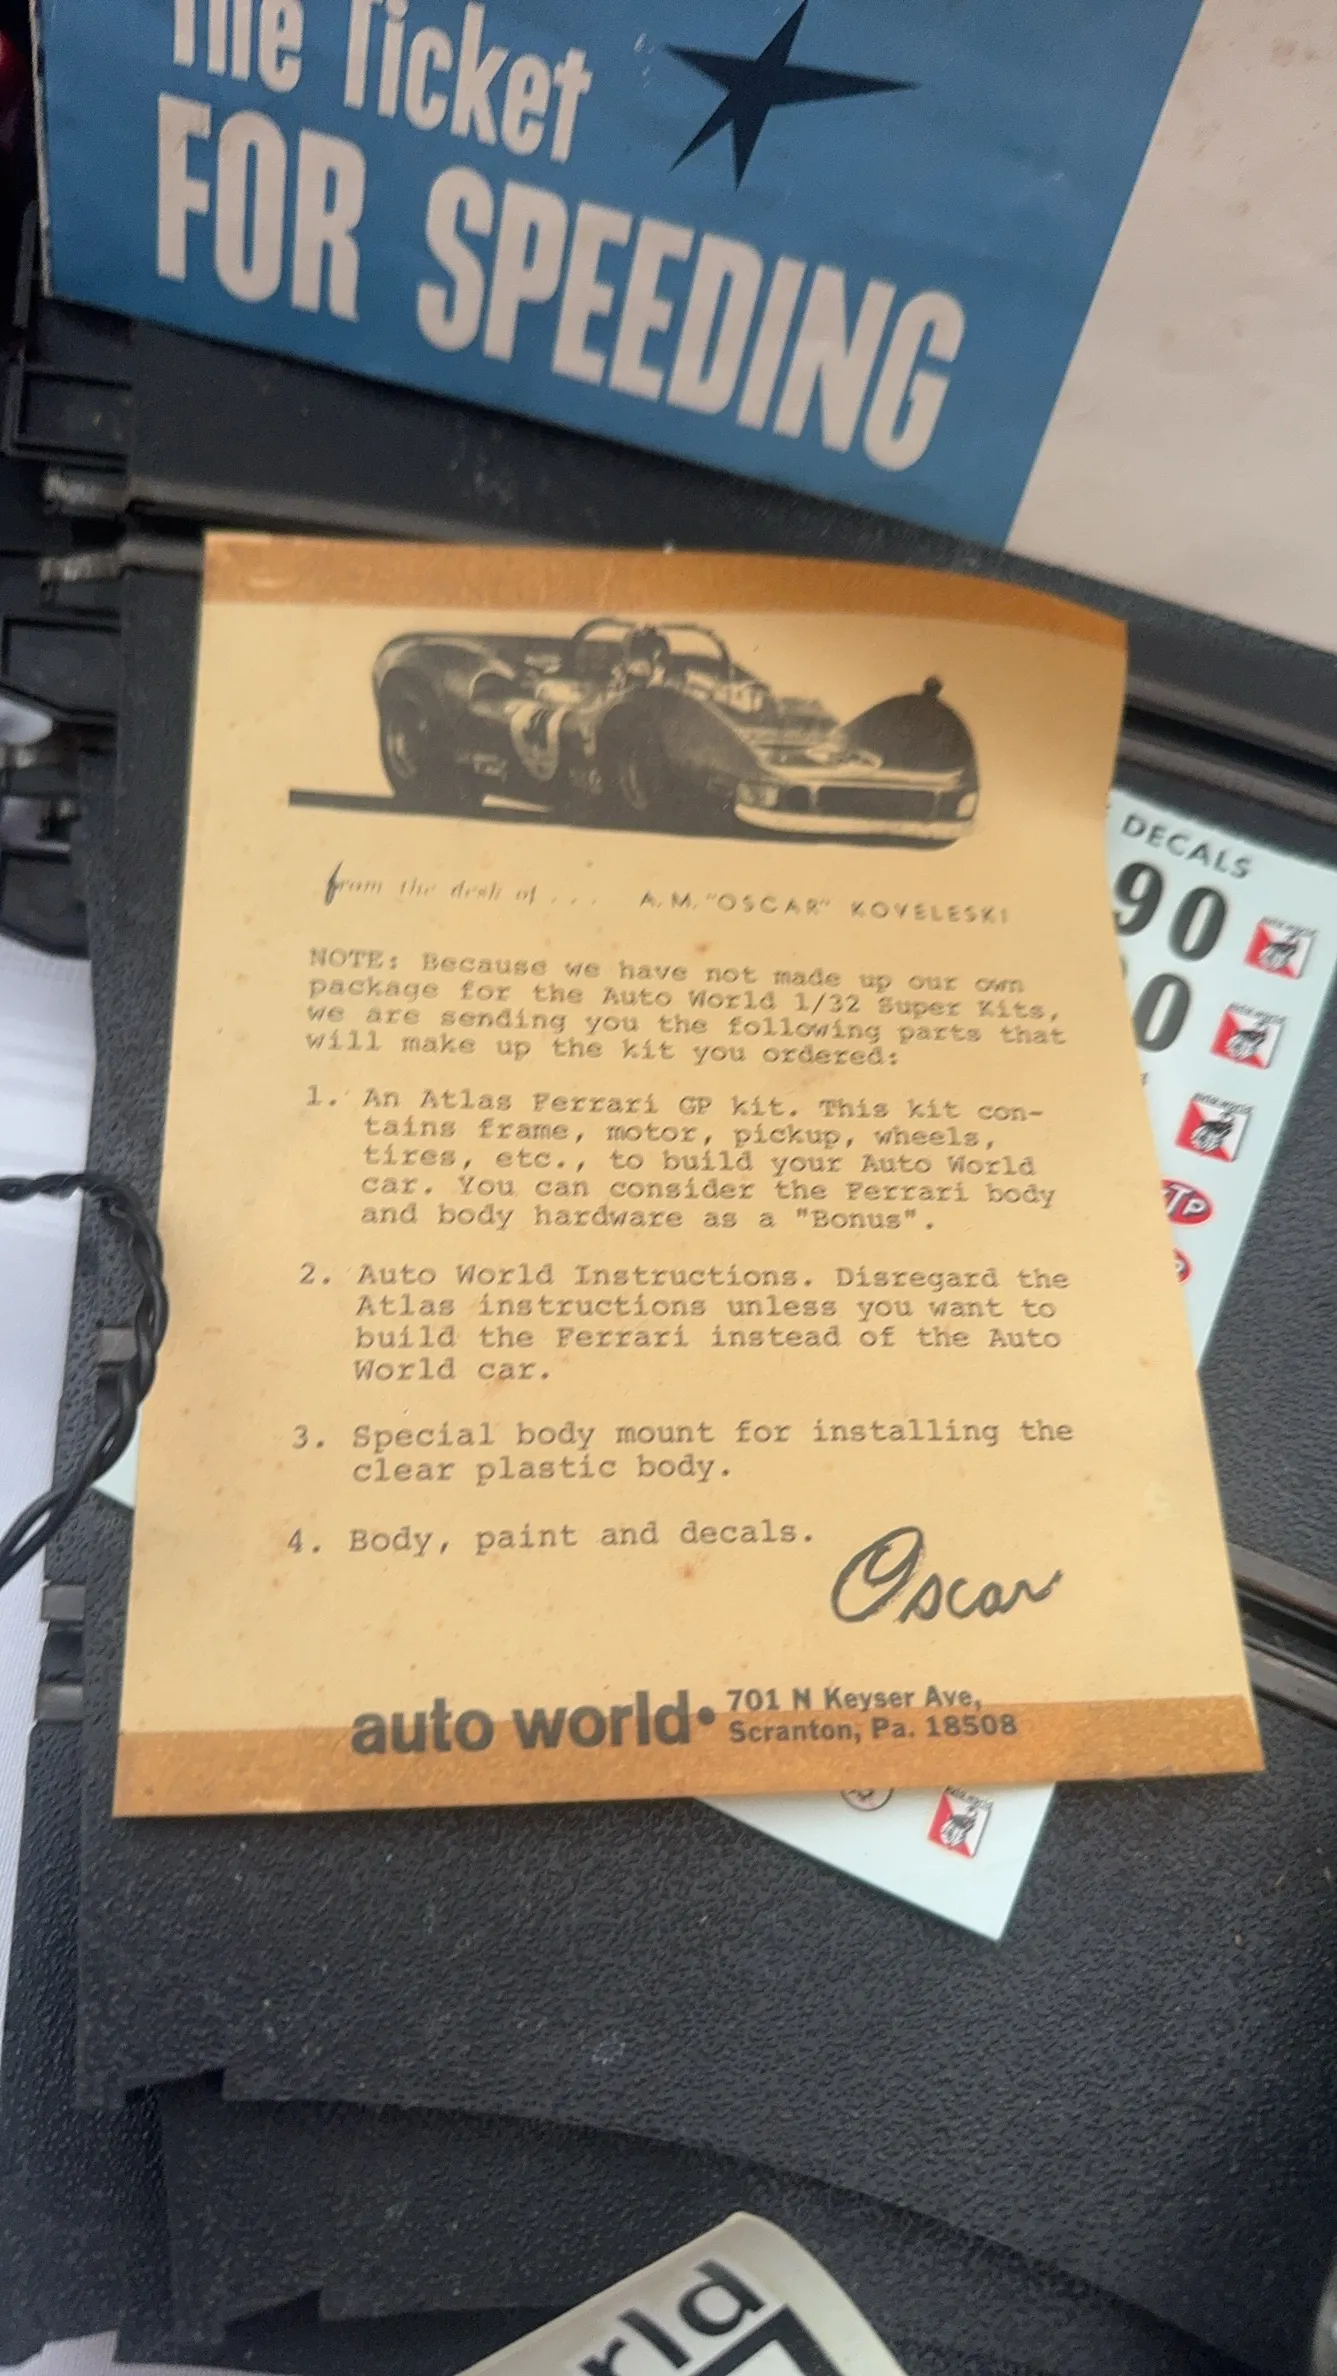 The Ticket
FOR SPEEDING
from the desk of . . . A.M. "OSCAR" KOVELESKI
NOTE: Because we have not made up our own
package for the Auto World 1/32 Super Kits,
we are sending you the following parts that
will make up the kit you ordered:
1. An Atlas Ferrari GP kit. This kit con-
tains frame, motor, pickup, wheels,
tires, etc., to build your Auto World
car. You can consider the Ferrari body
and body hardware as a "Bonus".
2. Auto World Instructions. Disregard the
Atlas instructions unless you want to
build the Ferrari instead of the Auto
World car.
3. Special body mount for installing the
clear plastic body.
4. Body, paint and decals.
Oscar
auto world • 701 N Keyser Ave,
Scranton, Pa. 18508
DECALS
90
0
STP
rld